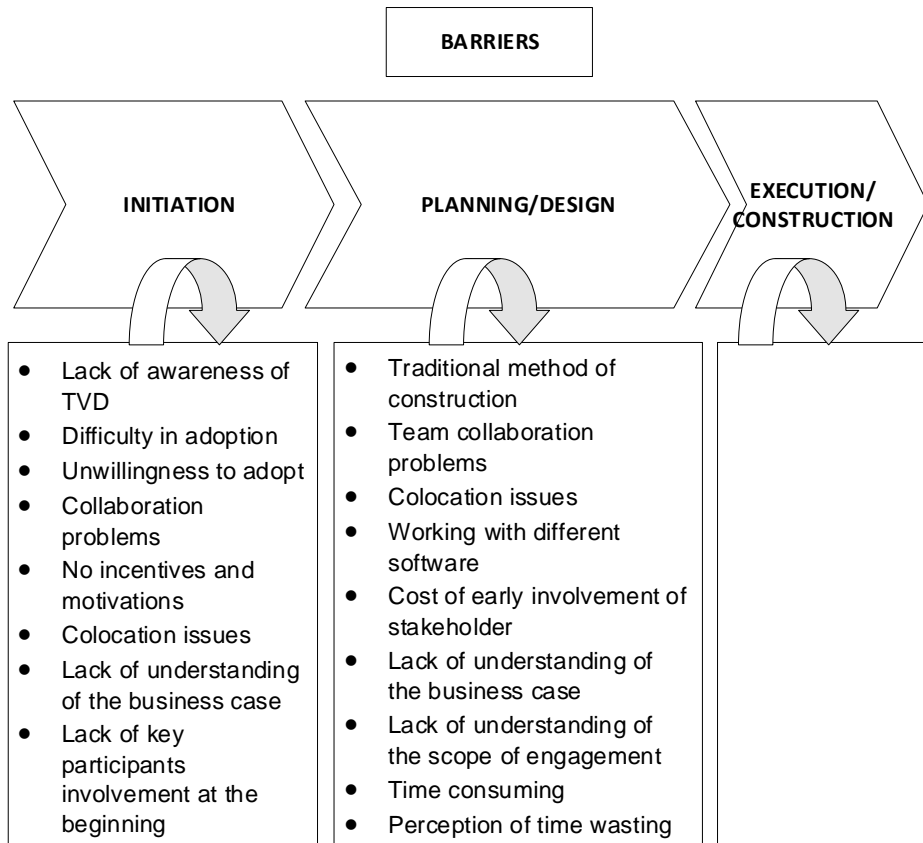 BARRIERS
INITIATION
PLANNING/DESIGN
EXECUTION/
CONSTRUCTION
• Lack of awareness of
TVD
• Difficulty in adoption
• Unwillingness to adopt
• Collaboration
problems
• No incentives and
motivations
• Colocation issues
• Lack of understanding
of the business case
• Lack of key
participants
involvement at the
beginning
• Traditional method of
construction
• Team collaboration
problems
• Colocation issues
• Working with different
software
• Cost of early involvement of
stakeholder
• Lack of understanding of
the business case
• Lack of understanding of
the scope of engagement
• Time consuming
• Perception of time wasting